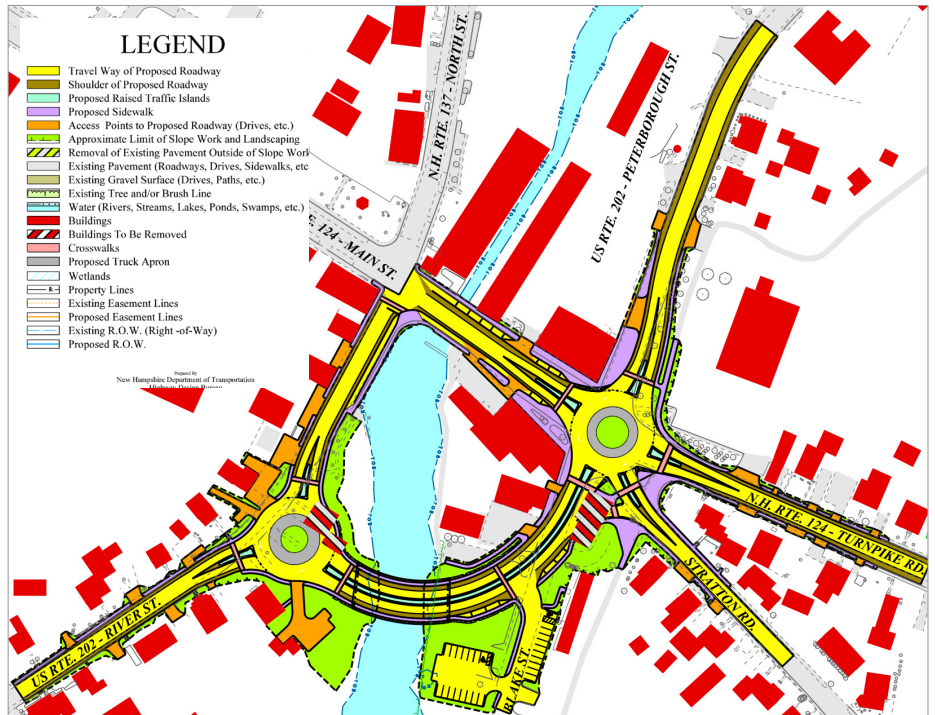 LEGEND
Travel Way of Proposed Roadway
Shoulder of Proposed Roadway
Proposed Raised Traffic Islands
Proposed Sidewalk
Access Points to Proposed Roadway (Drives, etc.)
Approximate Limit of Slope Work and Landscaping
Removal of Existing Pavement Outside of Slope Work
Existing Pavement (Roadways, Drives, Sidewalks, etc
Existing Gravel Surface (Drives, Paths, etc.)
Existing Tree and/or Brush Line
Water (Rivers, Streams, Lakes, Ponds, Swamps, etc.)
Buildings
Buildings To Be Removed
Crosswalks
Proposed Truck Apron
Wetlands
Property Lines
Existing Easement Lines
Proposed Easement Lines
Existing R.O.W. (Right -of-Way)
Proposed R.O.W.
Prepared By
New Hampshire Department of Transportation
Highway Design Bureau
N.H. RTE. 137 - NORTH ST.
US RTE. 202 - PETERBOROUGH ST.
E. 124 - MAIN ST.
N.H. RTE. 124 - TURNPIKE RD.
STRATTON RD.
US RTE. 202 - RIVER ST.
BLAKE ST.